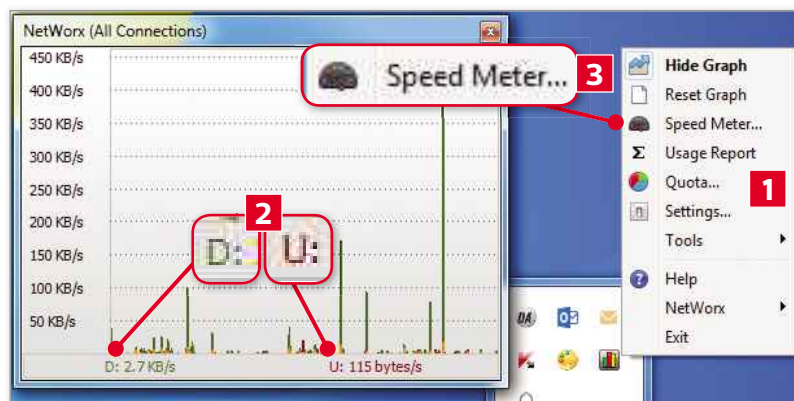 NetWorx (All Connections)
450 KB/s
400 KB/s
350 KB/s
300 KB/s
250 KB/s
200 KB/s
150 KB/s
100 KB/s
50 KB/s
D: 2.7 KB/s
U: 115 bytes/s
2
D:
U:
Speed Meter...
3
Hide Graph
Reset Graph
Speed Meter...
Σ Usage Report
Quota...
1
Settings...
Tools
Help
NetWorx
Exit